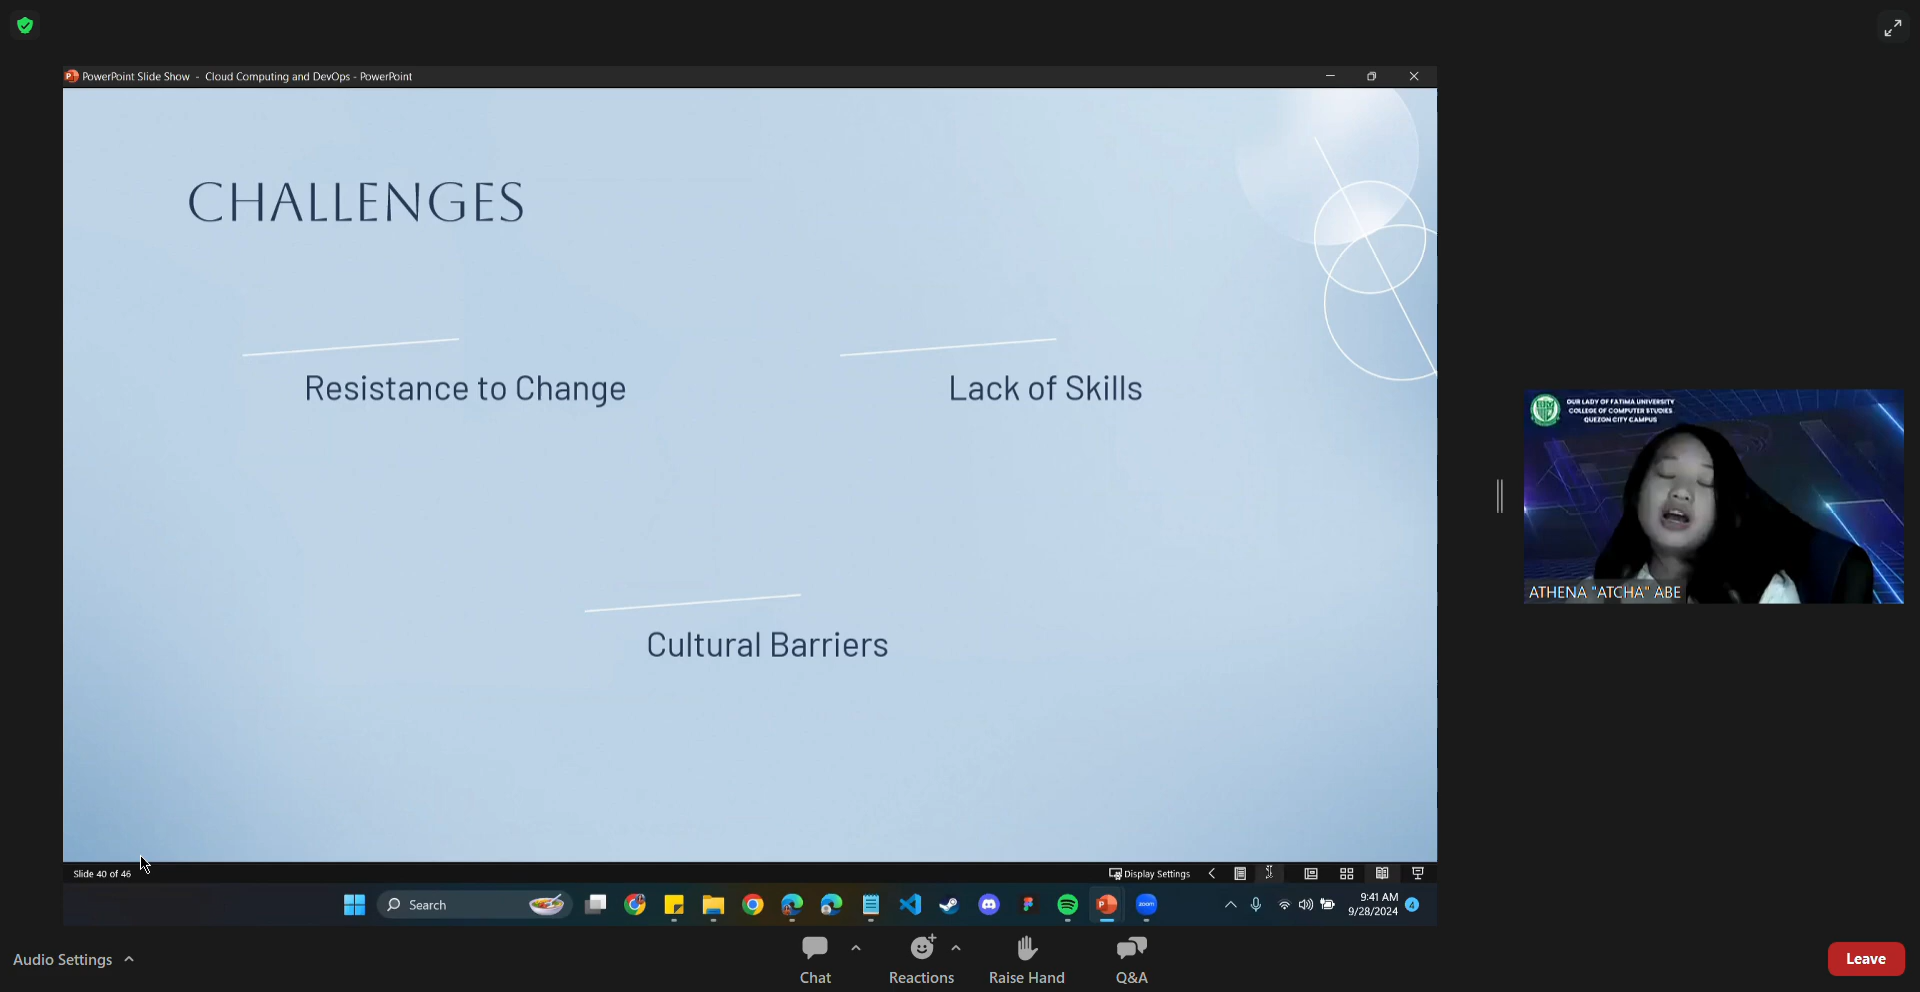 PowerPoint Slide Show - Cloud Computing and DevOps - PowerPoint
CHALLENGES
Resistance to Change
Lack of Skills
Cultural Barriers
OUR LADY OF FATIMA UNIVERSITY
COLLEGE OF COMPUTER STUDIES
QUEZON CITY CAMPUS
ATHENA "ATCHA" ABE
Slide 40 of 46
Display Settings
Search
zoom
9:41 AM
9/28/2024
4
Audio Settings
Chat
Reactions
Raise Hand
Q&A
Leave